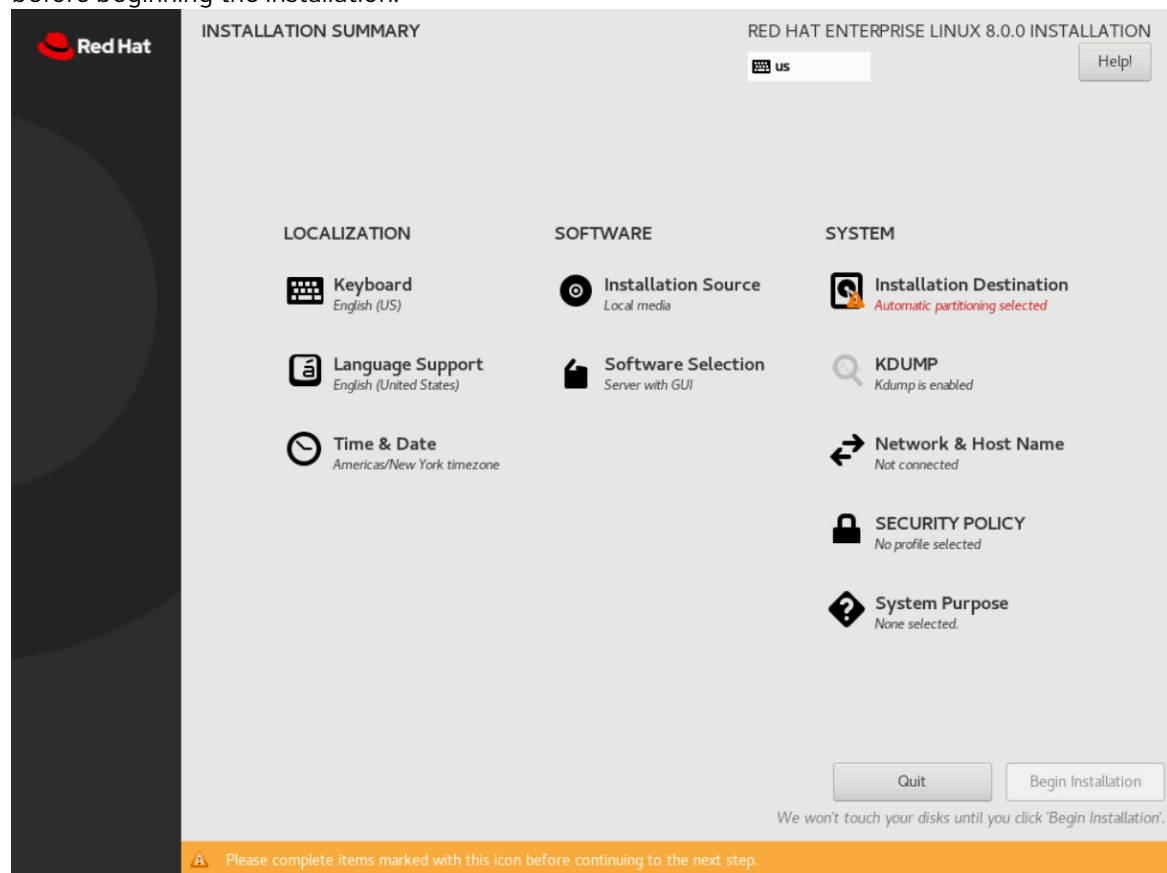 before beginning the installation.
Red Hat
INSTALLATION SUMMARY
RED HAT ENTERPRISE LINUX 8.0.0 INSTALLATION
us
Help!
LOCALIZATION
Keyboard
English (US)
á
Language Support
English (United States)
Time & Date
Americas/New York timezone
SOFTWARE
Installation Source
Local media
Software Selection
Server with GUI
SYSTEM
Installation Destination
Automatic partitioning selected
KDUMP
Kdump is enabled
Network & Host Name
Not connected
SECURITY POLICY
No profile selected
System Purpose
None selected.
Quit
Begin Installation
We won't touch your disks until you click 'Begin Installation'.
Please complete items marked with this icon before continuing to the next step.